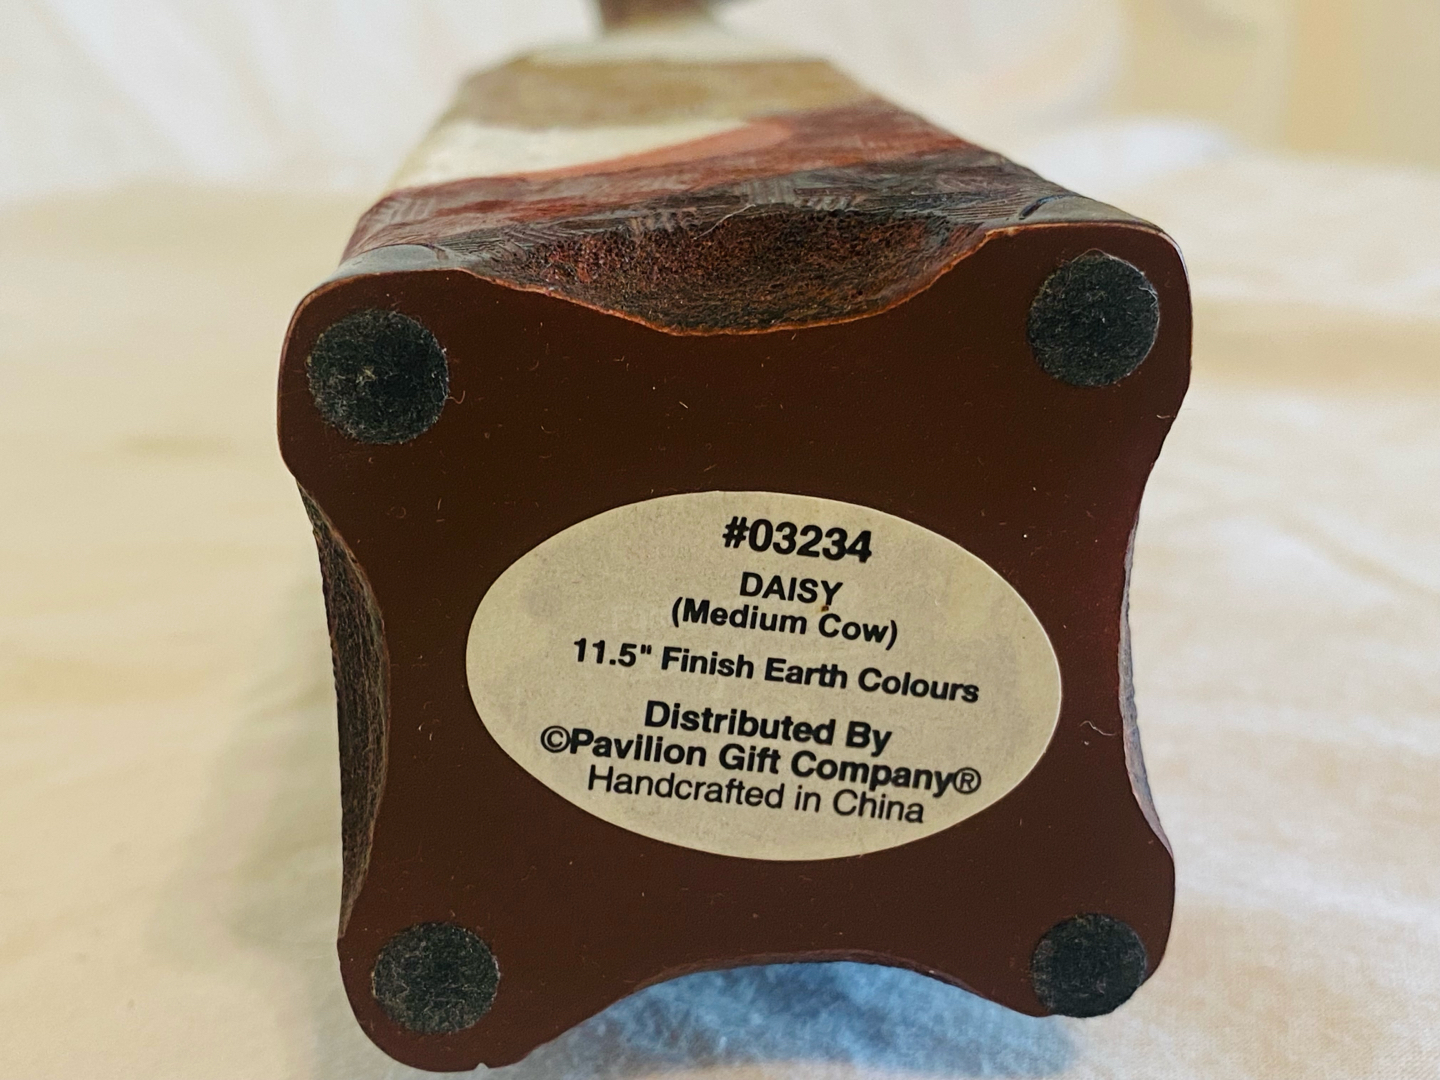 #03234
DAISY
(Medium Cow)
11.5" Finish Earth Colours
Distributed By
©Pavilion Gift Company®
Handcrafted in China